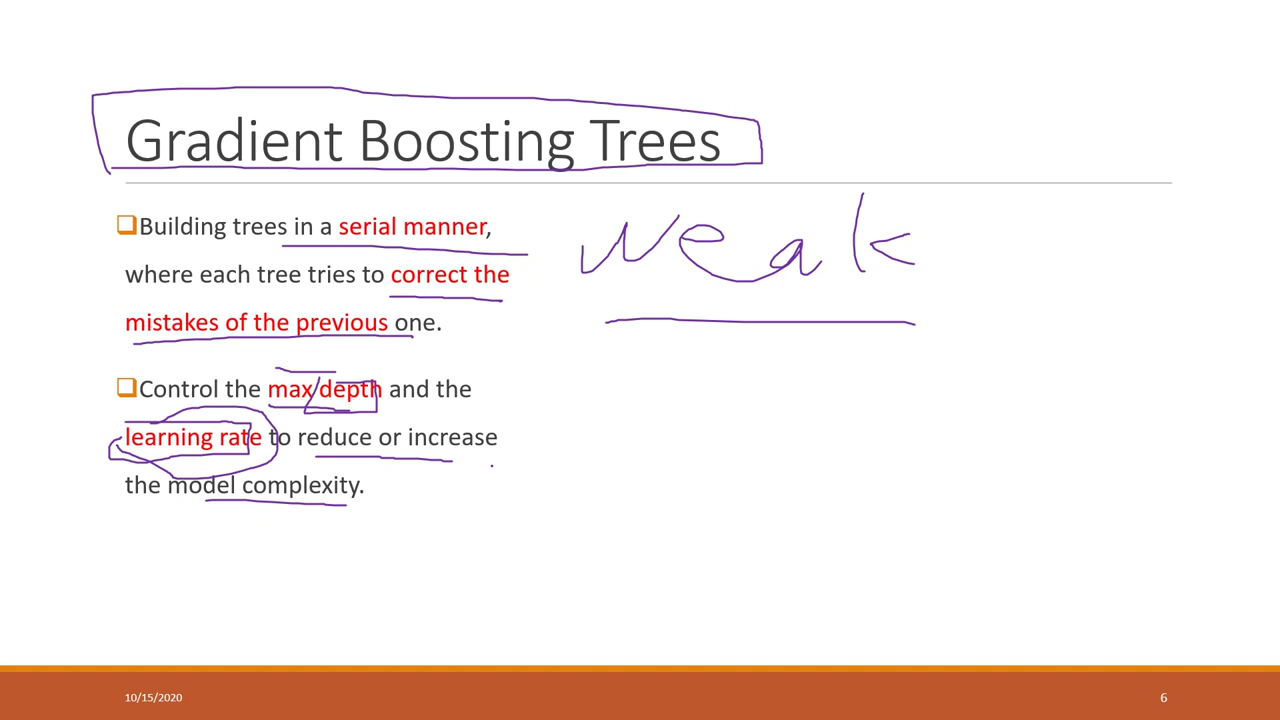 Gradient Boosting Trees
Building trees in a serial manner,
where each tree tries to correct the
mistakes of the previous one.
Control the max depth and the
learning rate to reduce or increase
the model complexity.
weak
10/15/2020
6